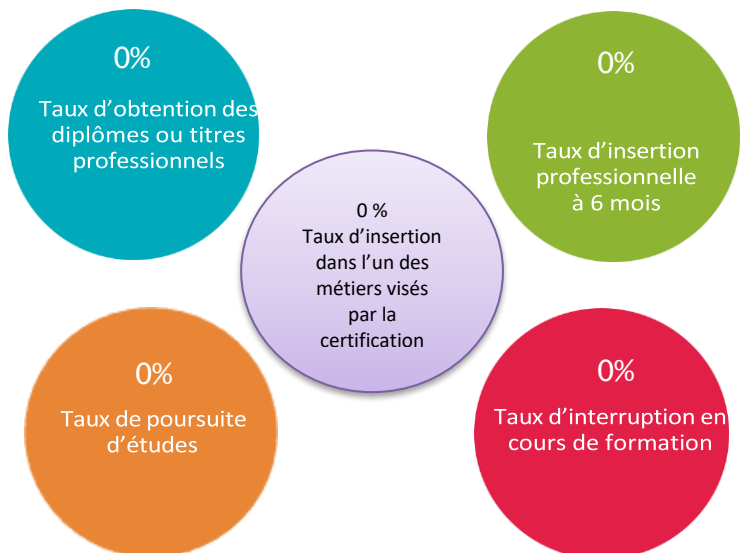 0%
Taux d’obtention des
diplômes ou titres
professionnels
0%
Taux d’insertion
professionnelle
à 6 mois
0 %
Taux d’insertion
dans l’un des
métiers visés
par la
certification
0%
Taux de poursuite
d’études
0%
Taux d’interruption en
cours de formation